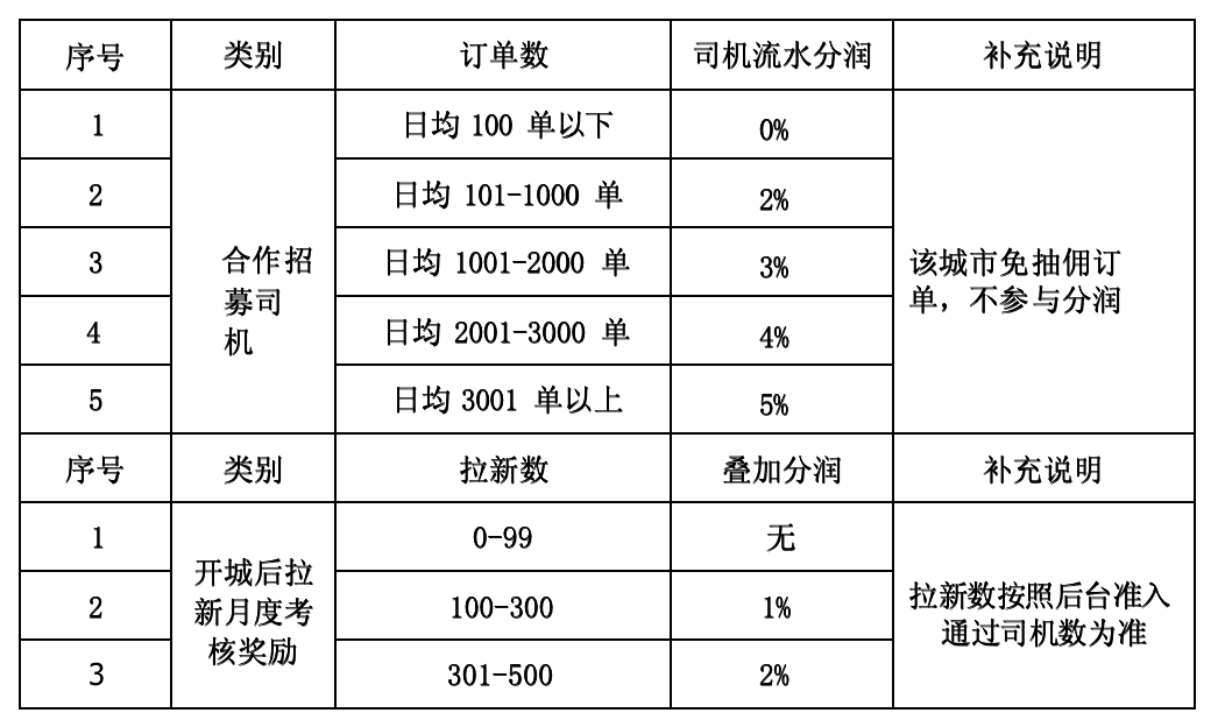 序号 类别 订单数 司机流水分润 补充说明
1 日均 100 单以下 0%
2 日均 101-1000 单 2%
合作招
募司
机
3 日均 1001-2000 单 3%
该城市免抽佣订
单，不参与分润
4 日均 2001-3000 单 4%
5 日均 3001 单以上 5%
序号 类别 拉新数 叠加分润 补充说明
1 0-99 无
开城后拉
新月度考
核奖励
2 100-300 1%
拉新数按照后台准入
通过司机数为准
3 301-500 2%